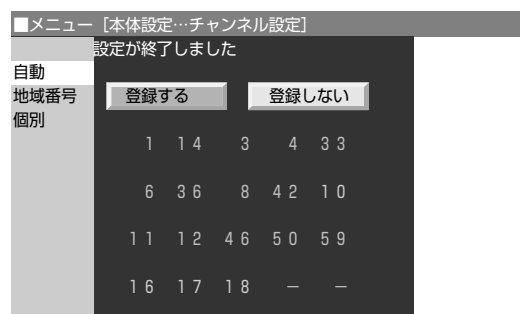 ■メニュー [本体設定…チャンネル設定]
設定が終了しました
自動
地域番号
個別
登録する 登録しない
1 14 3 4 33
6 36 8 42 10
11 12 46 50 59
16 17 18 － －